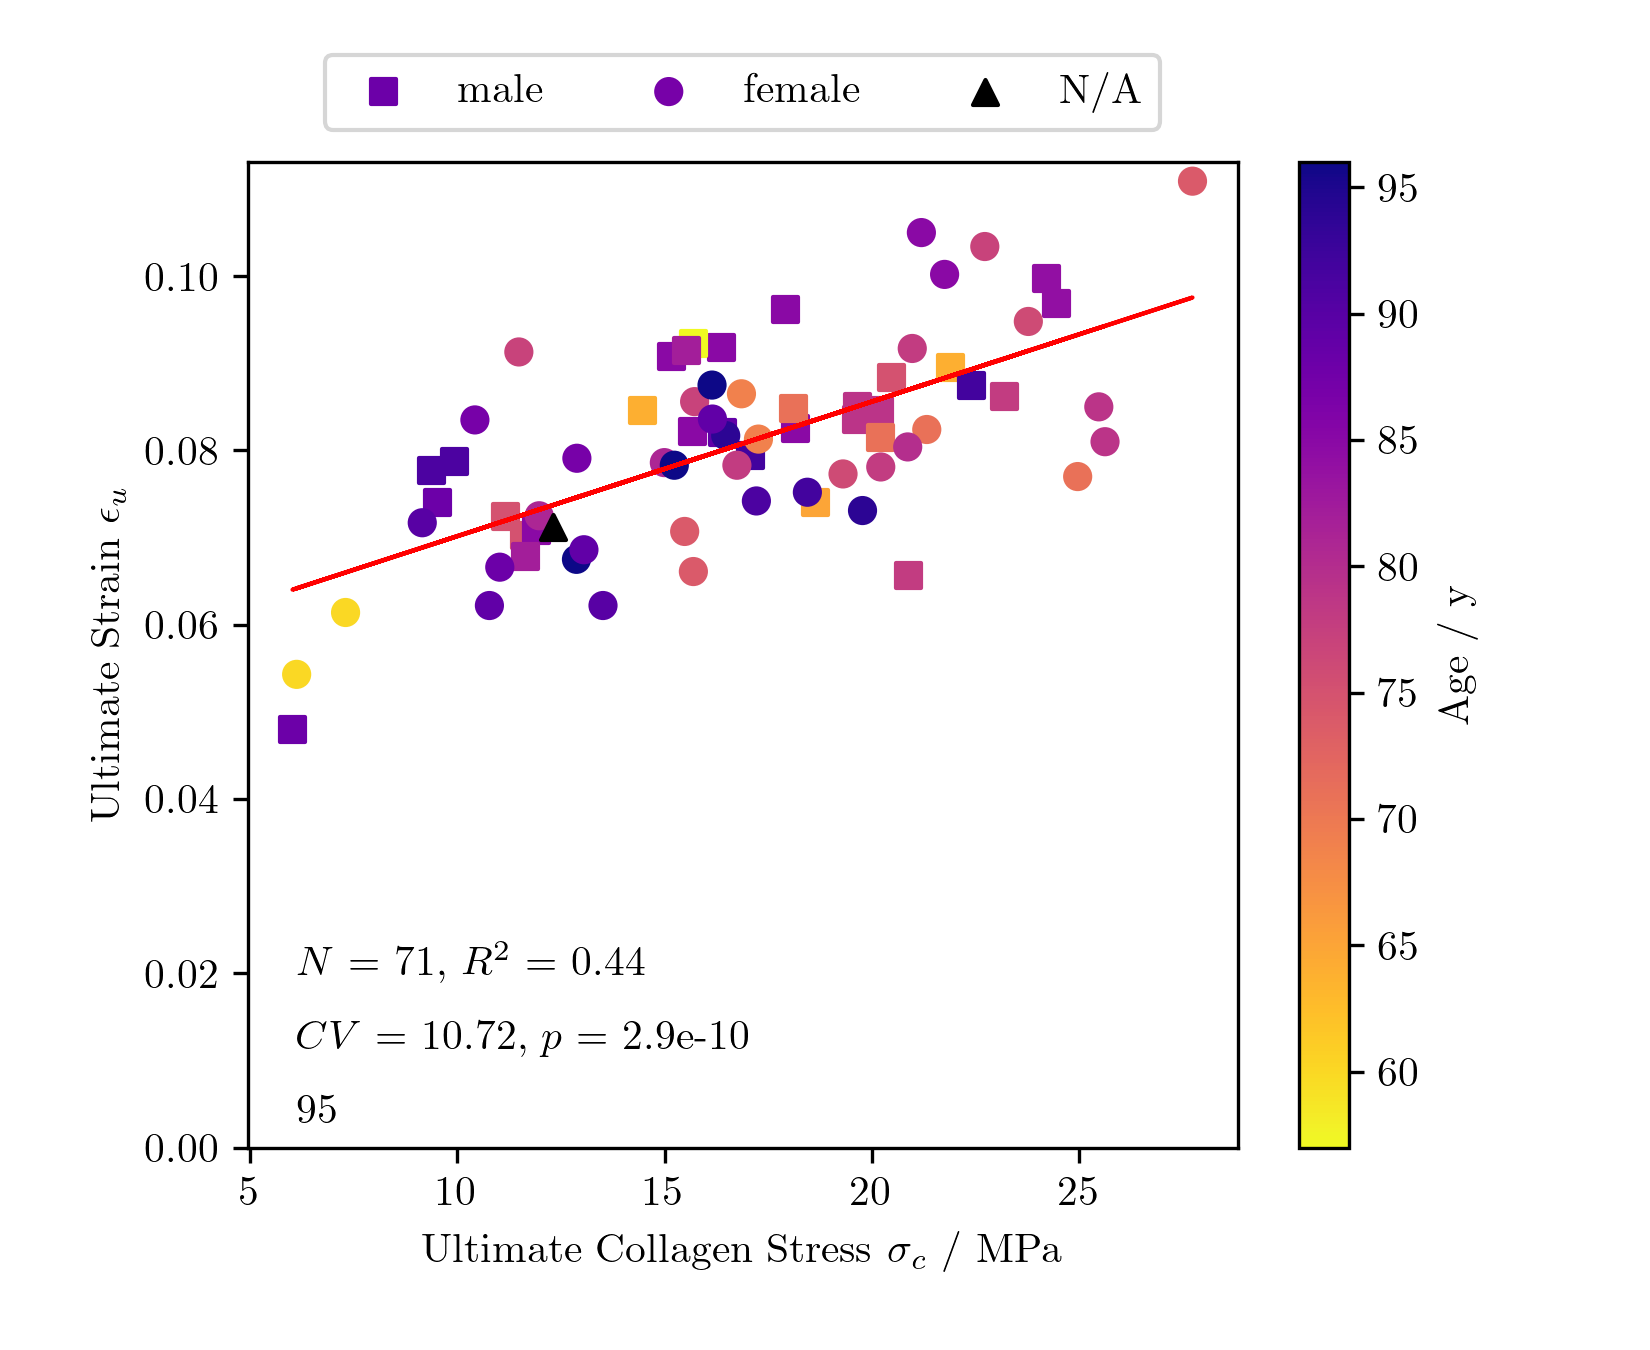 male female N/A
0.10
0.08
0.06
0.04
0.02
0.00
Ultimate Strain ϵᵤ
N = 71, R² = 0.44
CV = 10.72, p = 2.9e-10
95
5 10 15 20 25
Ultimate Collagen Stress σ_c / MPa
95
90
85
80
75
70
65
60
Age / y